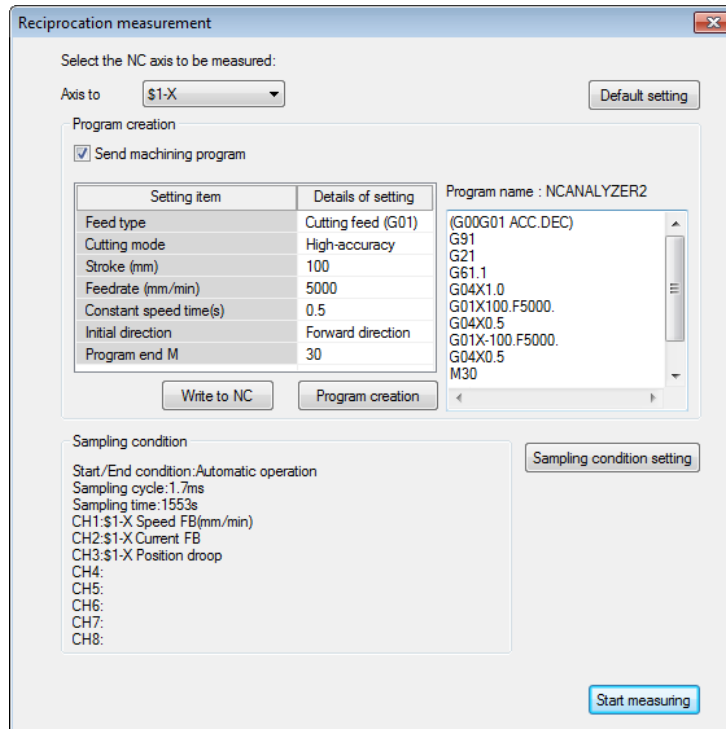 Reciprocation measurement
Select the NC axis to be measured:
Axis to $1-X Default setting
Program creation
Send machining program
Setting item Details of setting
Feed type Cutting feed (G01)
Cutting mode High-accuracy
Stroke (mm) 100
Feedrate (mm/min) 5000
Constant speed time(s) 0.5
Initial direction Forward direction
Program end M 30
Write to NC Program creation
Program name : NCANALYZER2
(G00G01 ACC.DEC)
G91
G21
G61.1
G04X1.0
G01X100.F5000.
G04X0.5
G01X-100.F5000.
G04X0.5
M30
Sampling condition
Start/End condition:Automatic operation
Sampling cycle:1.7ms
Sampling time:1553s
CH1:$1-X Speed FB(mm/min)
CH2:$1-X Current FB
CH3:$1-X Position droop
CH4:
CH5:
CH6:
CH7:
CH8:
Sampling condition setting
Start measuring